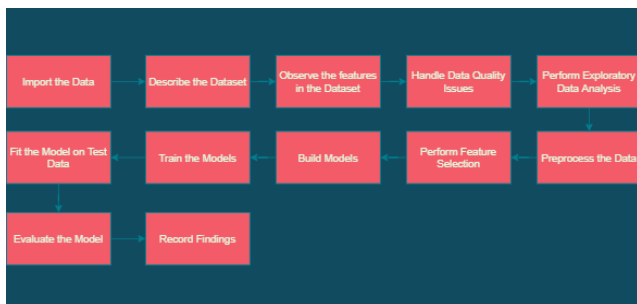 Import the Data
Describe the Dataset
Observe the features
in the Dataset
Handle Data Quality
Issues
Perform Exploratory
Data Analysis
Fit the Model on Test
Data
Train the Models
Build Models
Perform Feature
Selection
Preprocess the Data
Evaluate the Model
Record Findings